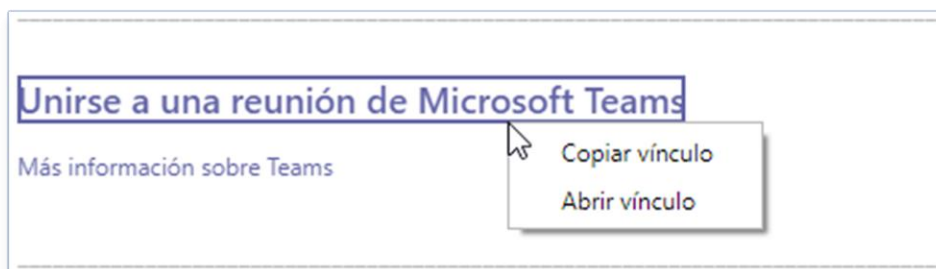 Unirse a una reunión de Microsoft Teams
Copiar vínculo
Más información sobre Teams
Abrir vínculo